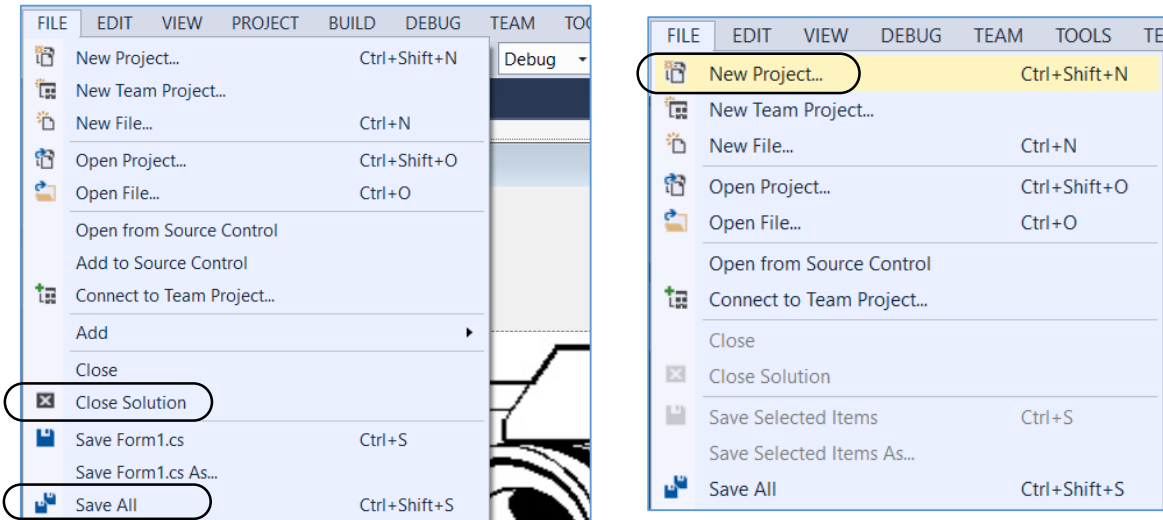 FILE EDIT VIEW PROJECT BUILD DEBUG TEAM TOO
New Project... Ctrl+Shift+N
Debug
New Team Project...
New File... Ctrl+N
Open Project... Ctrl+Shift+O
Open File... Ctrl+O
Open from Source Control
Add to Source Control
Connect to Team Project...
Add
Close
Close Solution
Save Form1.cs Ctrl+S
Save Form1.cs As...
Save All Ctrl+Shift+S
FILE EDIT VIEW DEBUG TEAM TOOLS TE
New Project... Ctrl+Shift+N
New Team Project...
New File... Ctrl+N
Open Project... Ctrl+Shift+O
Open File... Ctrl+O
Open from Source Control
Connect to Team Project...
Close
Close Solution
Save Selected Items Ctrl+S
Save Selected Items As...
Save All Ctrl+Shift+S